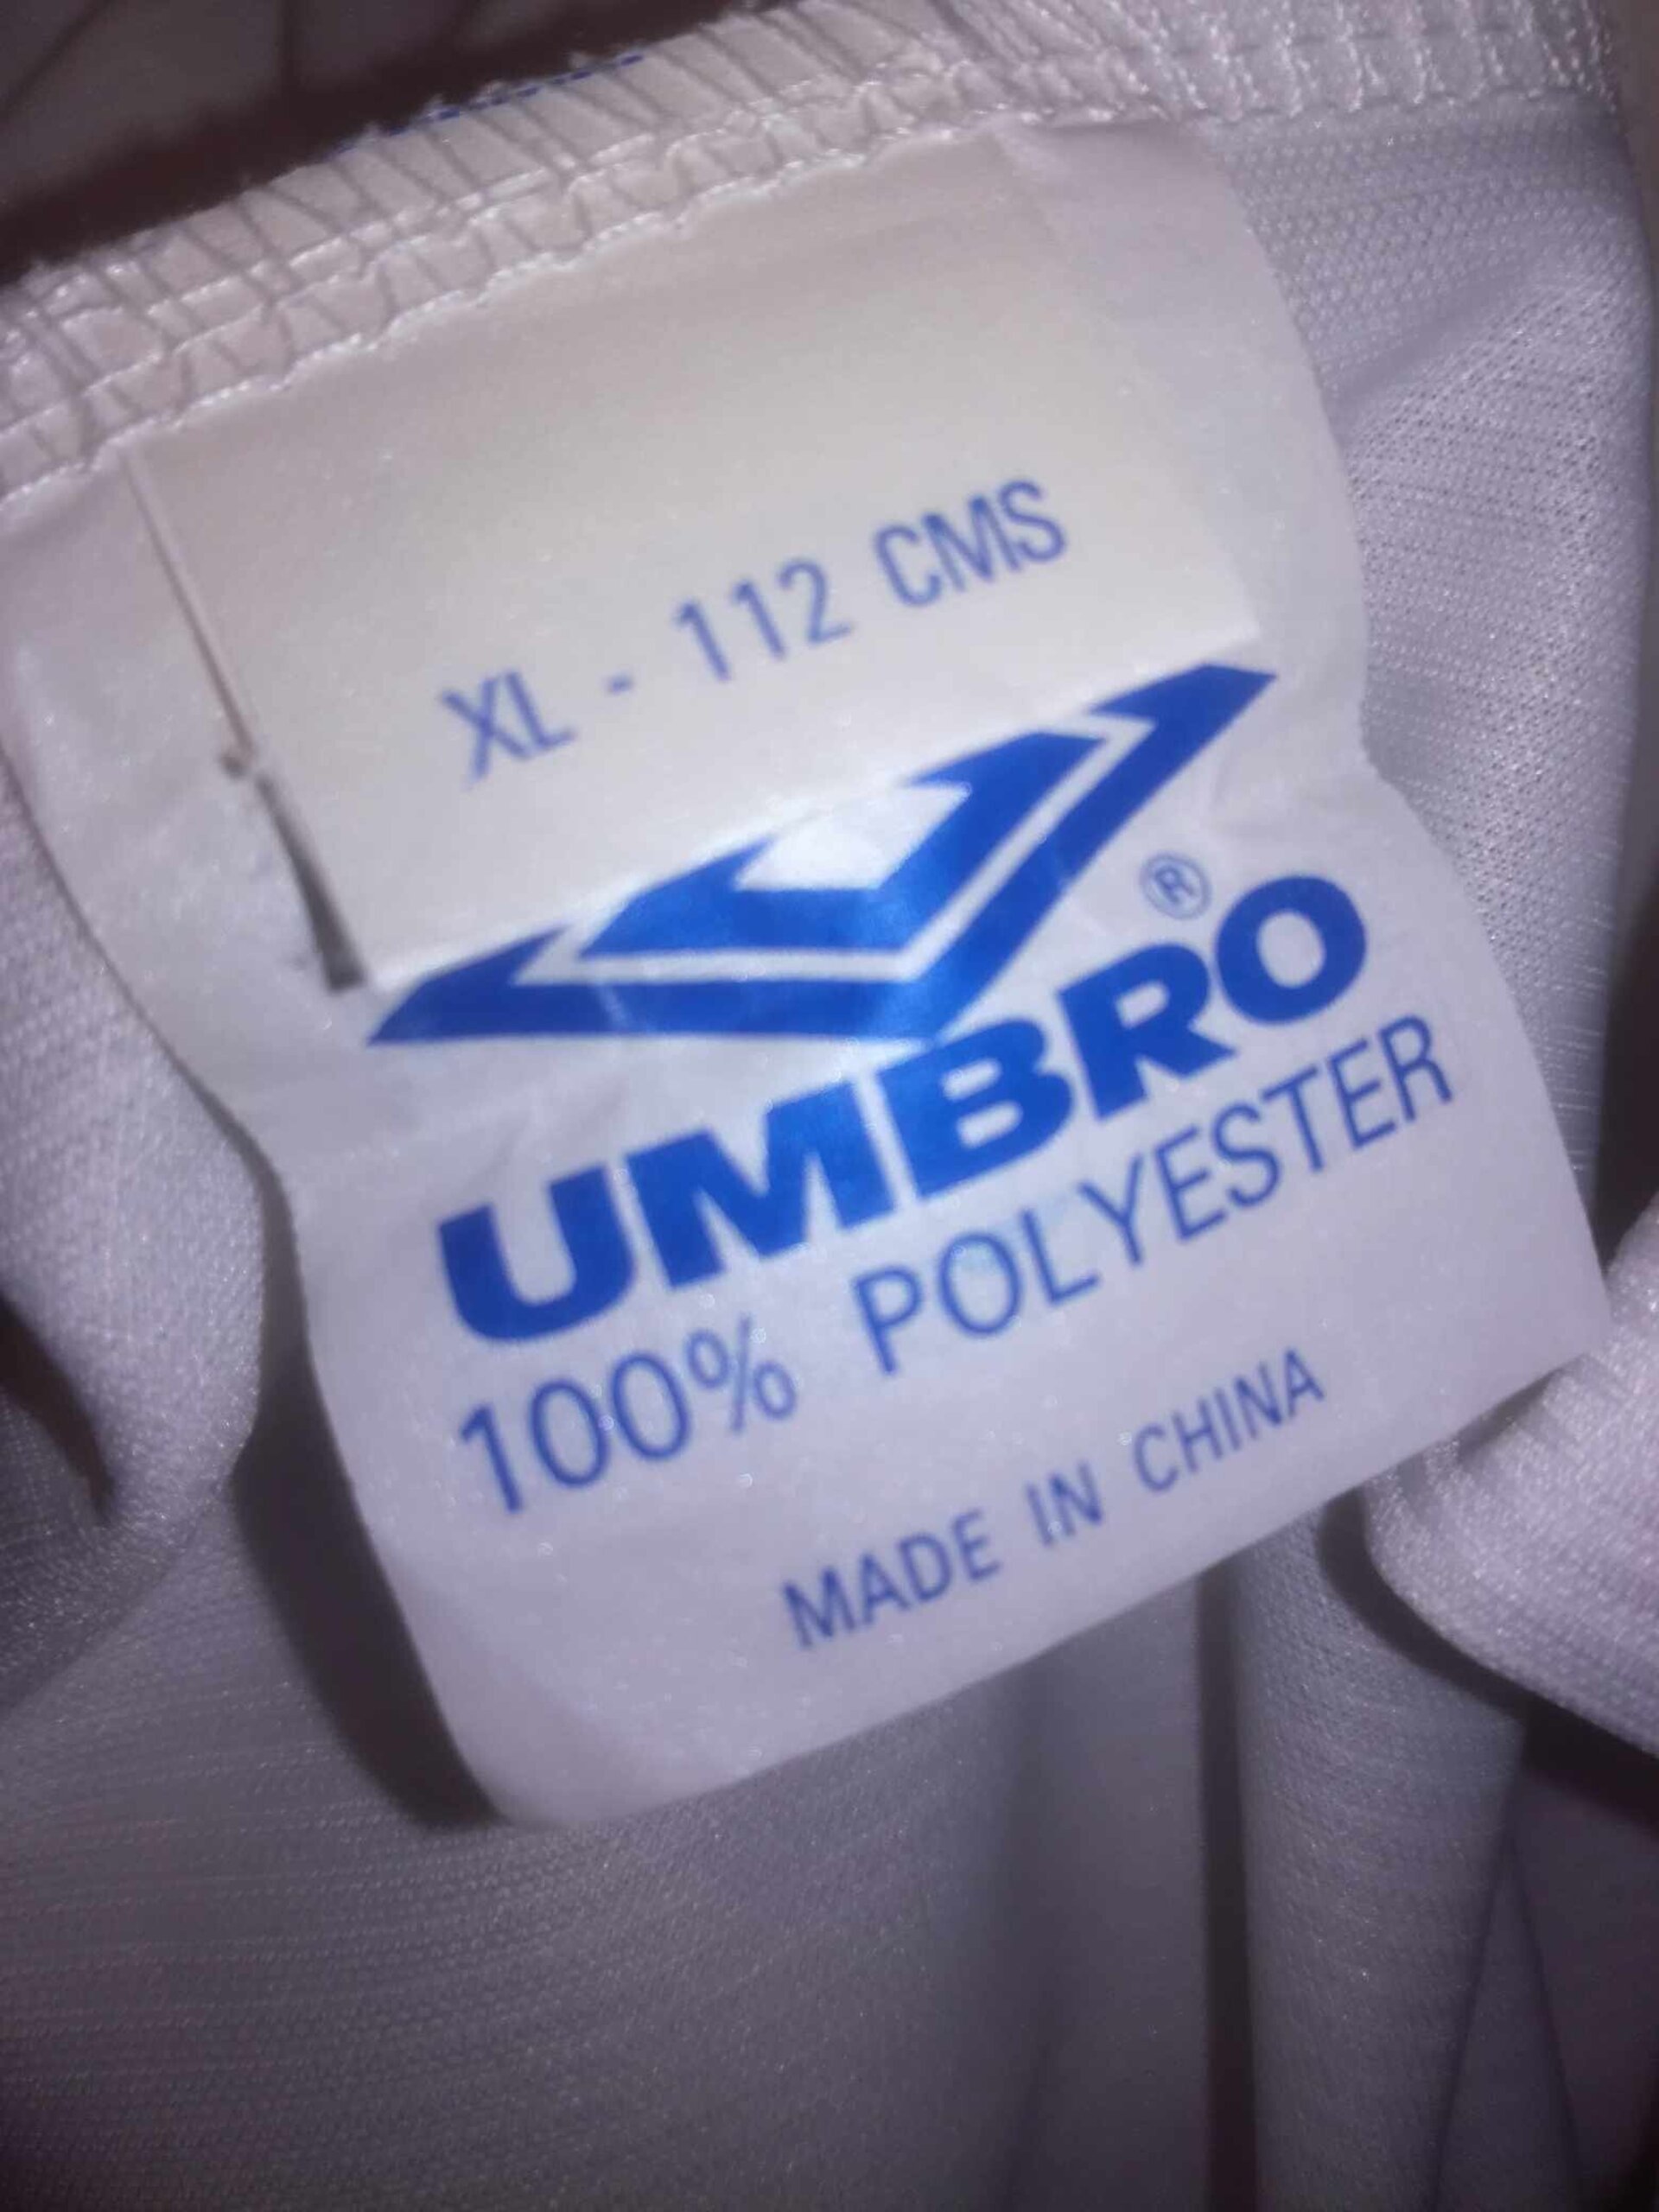 XL - 112 CMS
®
UMBRO
100% POLYESTER
MADE IN CHINA